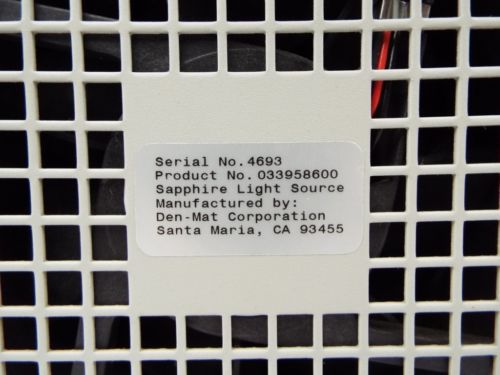 Serial No.4693
Product No.033958600
Sapphire Light Source
Manufactured by:
Den-Mat Corporation
Santa Maria, CA 93455